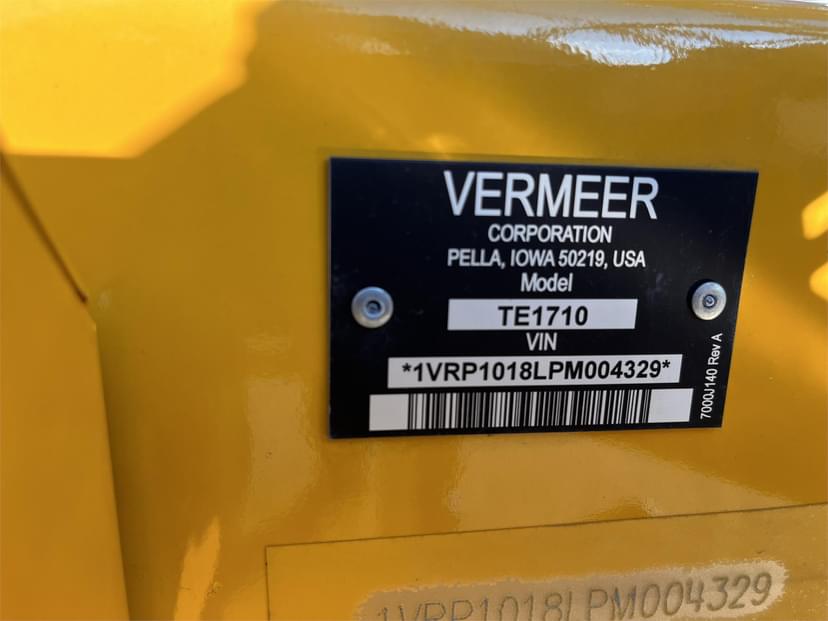 VERMEER
CORPORATION
PELLA, IOWA 50219, USA
Model
TE1710
VIN
*1VRP1018LPM004329*
7000J140 Rev A
1VRP1018LPM004329